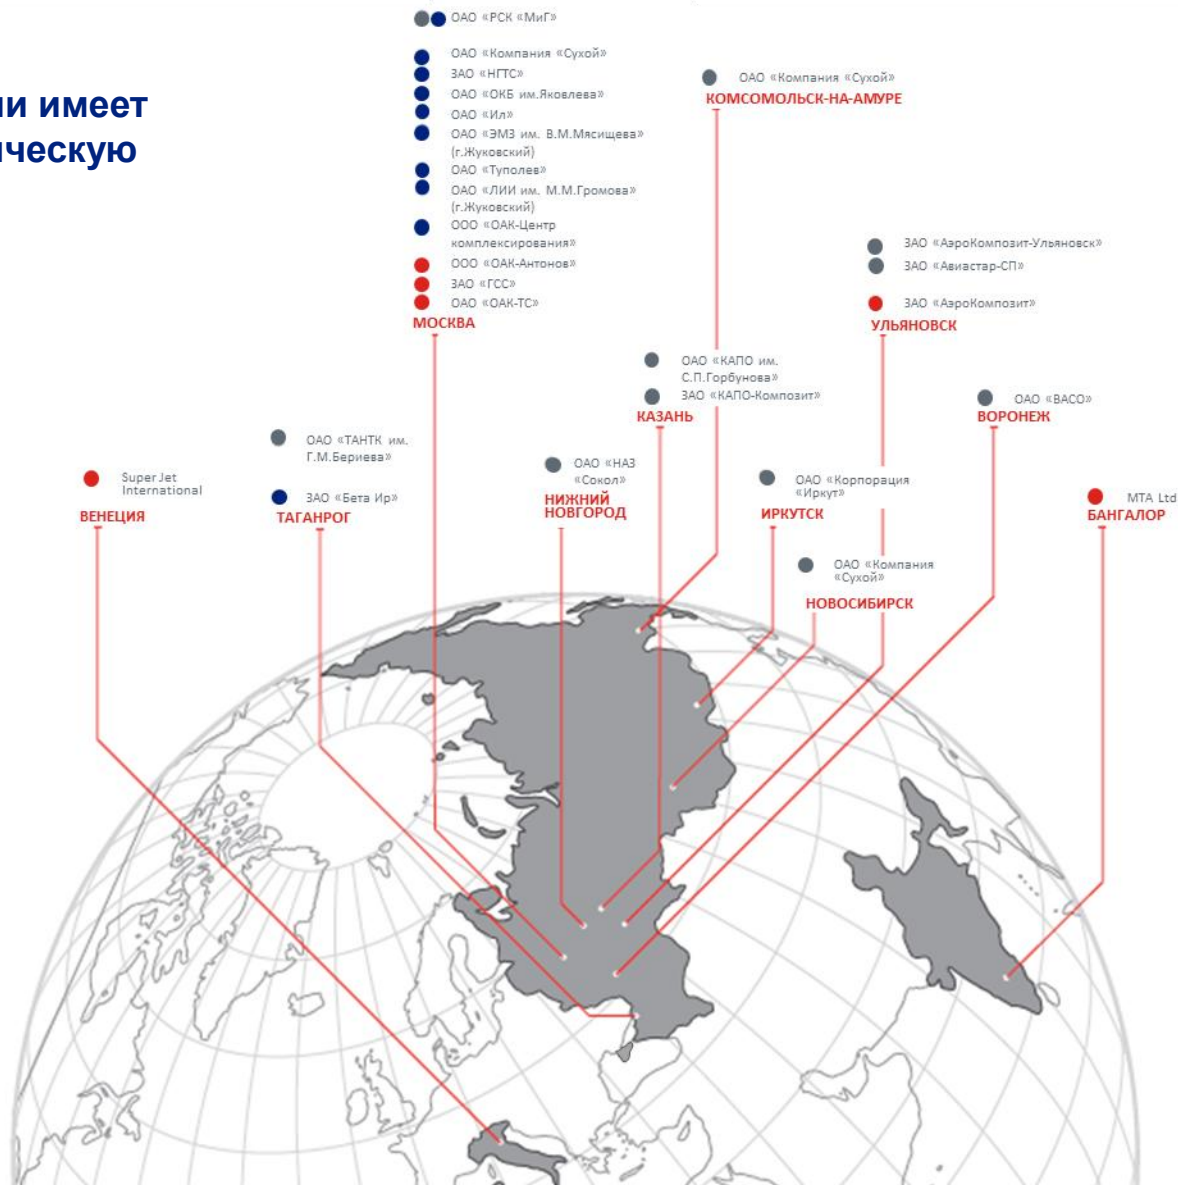 ОАО «РСК «МиГ»
ОАО «Компания «Сухой»
ЗАО «НГТС»
ОАО «ОКБ им.Яковлева»
ОАО «Ил»
ОАО «ЭМЗ им. В.М.Мясищева»
(г.Жуковский)
ОАО «Туполев»
ОАО «ЛИИ им. М.М.Громова»
(г.Жуковский)
ООО «ОАК-Центр
комплексирования»
ООО «ОАК-Антонов»
ЗАО «ГСС»
ОАО «ОАК-ТС»
МОСКВА
ии имеет
ическую
ОАО «Компания «Сухой»
КОМСОМОЛЬСК-НА-АМУРЕ
ЗАО «АэроКомпозит-Ульяновск»
ЗАО «Авиастар-СП»
ЗАО «АэроКомпозит»
УЛЬЯНОВСК
ОАО «КАПО им.
С.П.Горбунова»
ЗАО «КАПО-Композит»
КАЗАНЬ
ОАО «ВАСО»
ВОРОНЕЖ
SuperJet
International
ВЕНЕЦИЯ
ОАО «ТАНТК им.
Г.М.Бериева»
ЗАО «Бета Ир»
ТАГАНРОГ
ОАО «НАЗ
«Сокол»
НИЖНИЙ
НОВГОРОД
ОАО «Корпорация
«Иркут»
ИРКУТСК
MTA Ltd
БАНГАЛОР
ОАО «Компания
«Сухой»
НОВОСИБИРСК